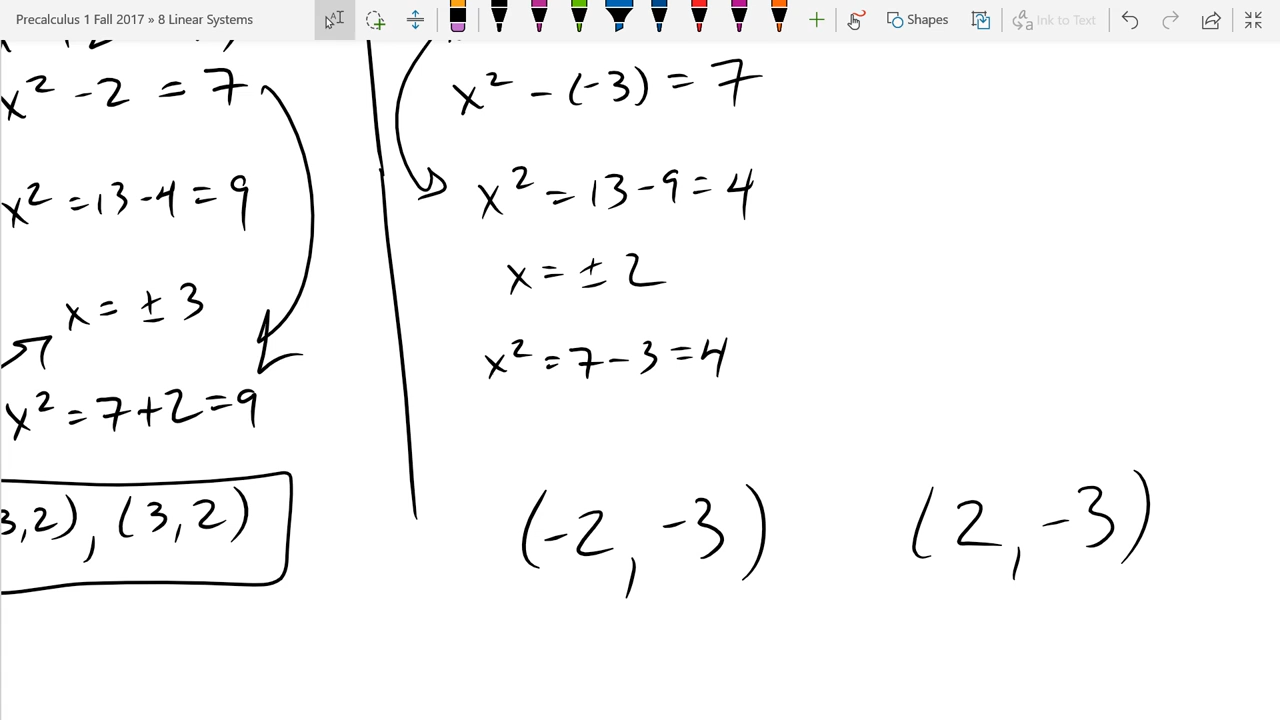 Precalculus 1 Fall 2017 » 8 Linear Systems
Shapes
Ink to Text
x² -2 = 7
x² =13-4=9
x = ± 3
x² =7+2=9
3,2), (3,2)
x² - (-3) = 7
x² = 13-9=4
x = ± 2
x² =7-3=4
(-2, -3) (2, -3)